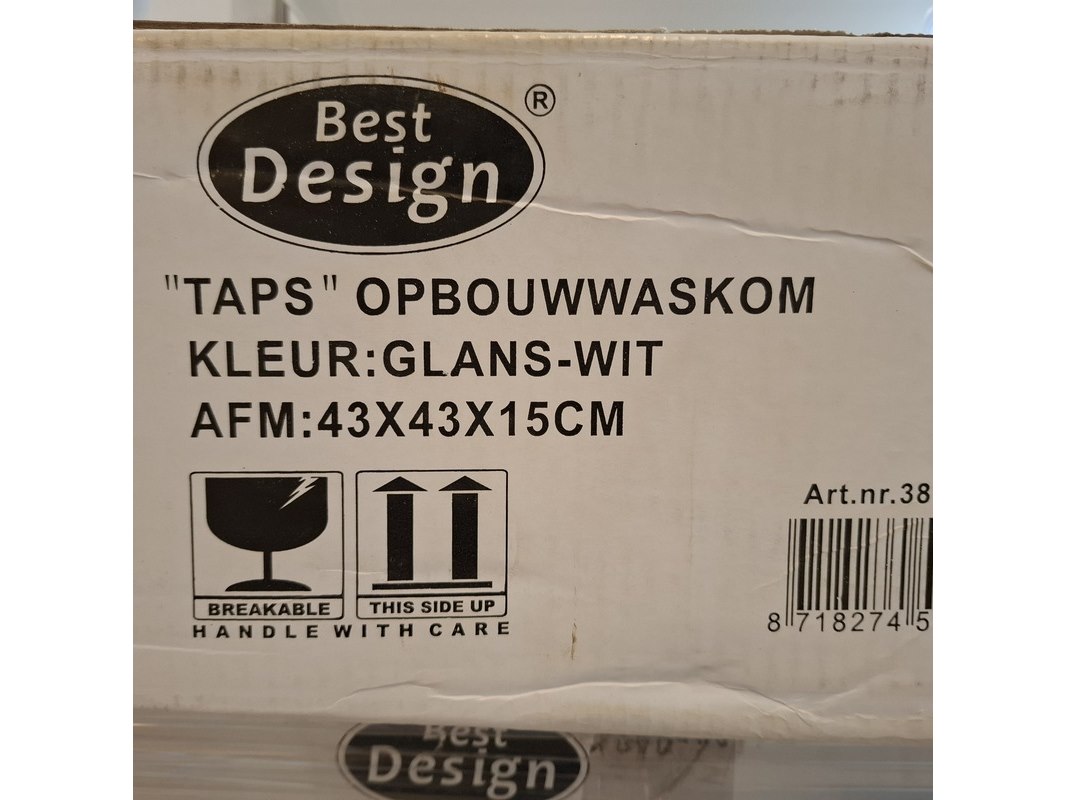 Best
Design
®
"TAPS" OPBOUWWASKOM
KLEUR:GLANS-WIT
AFM:43X43X15CM
Art.nr.38
BREAKABLE
THIS SIDE UP
HANDLE WITH CARE
8 718274 5
Best
Design